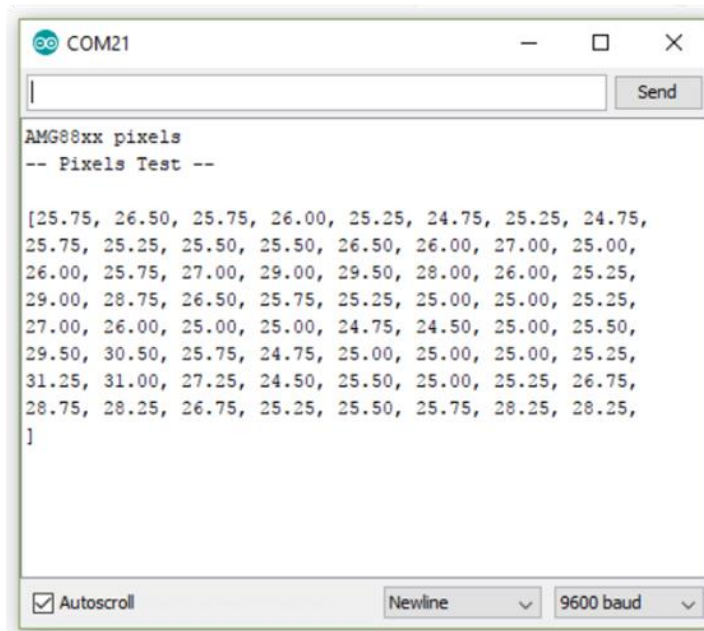 COM21
Send
AMG88xx pixels
-- Pixels Test --
[25.75, 26.50, 25.75, 26.00, 25.25, 24.75, 25.25, 24.75,
25.75, 25.25, 25.50, 25.50, 26.50, 26.00, 27.00, 25.00,
26.00, 25.75, 27.00, 29.00, 29.50, 28.00, 26.00, 25.25,
29.00, 28.75, 26.50, 25.75, 25.25, 25.00, 25.00, 25.25,
27.00, 26.00, 25.00, 25.00, 24.75, 24.50, 25.00, 25.50,
29.50, 30.50, 25.75, 24.75, 25.00, 25.00, 25.00, 25.25,
31.25, 31.00, 27.25, 24.50, 25.50, 25.00, 25.25, 26.75,
28.75, 28.25, 26.75, 25.25, 25.50, 25.75, 28.25, 28.25,
]
Autoscroll Newline 9600 baud